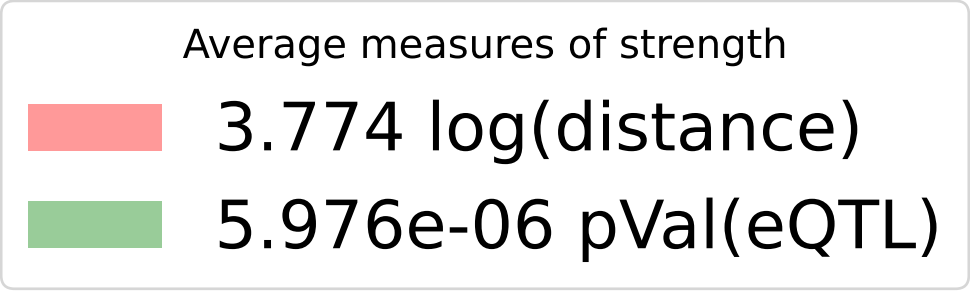 Average measures of strength
3.774 log(distance)
5.976e-06 pVal(eQTL)